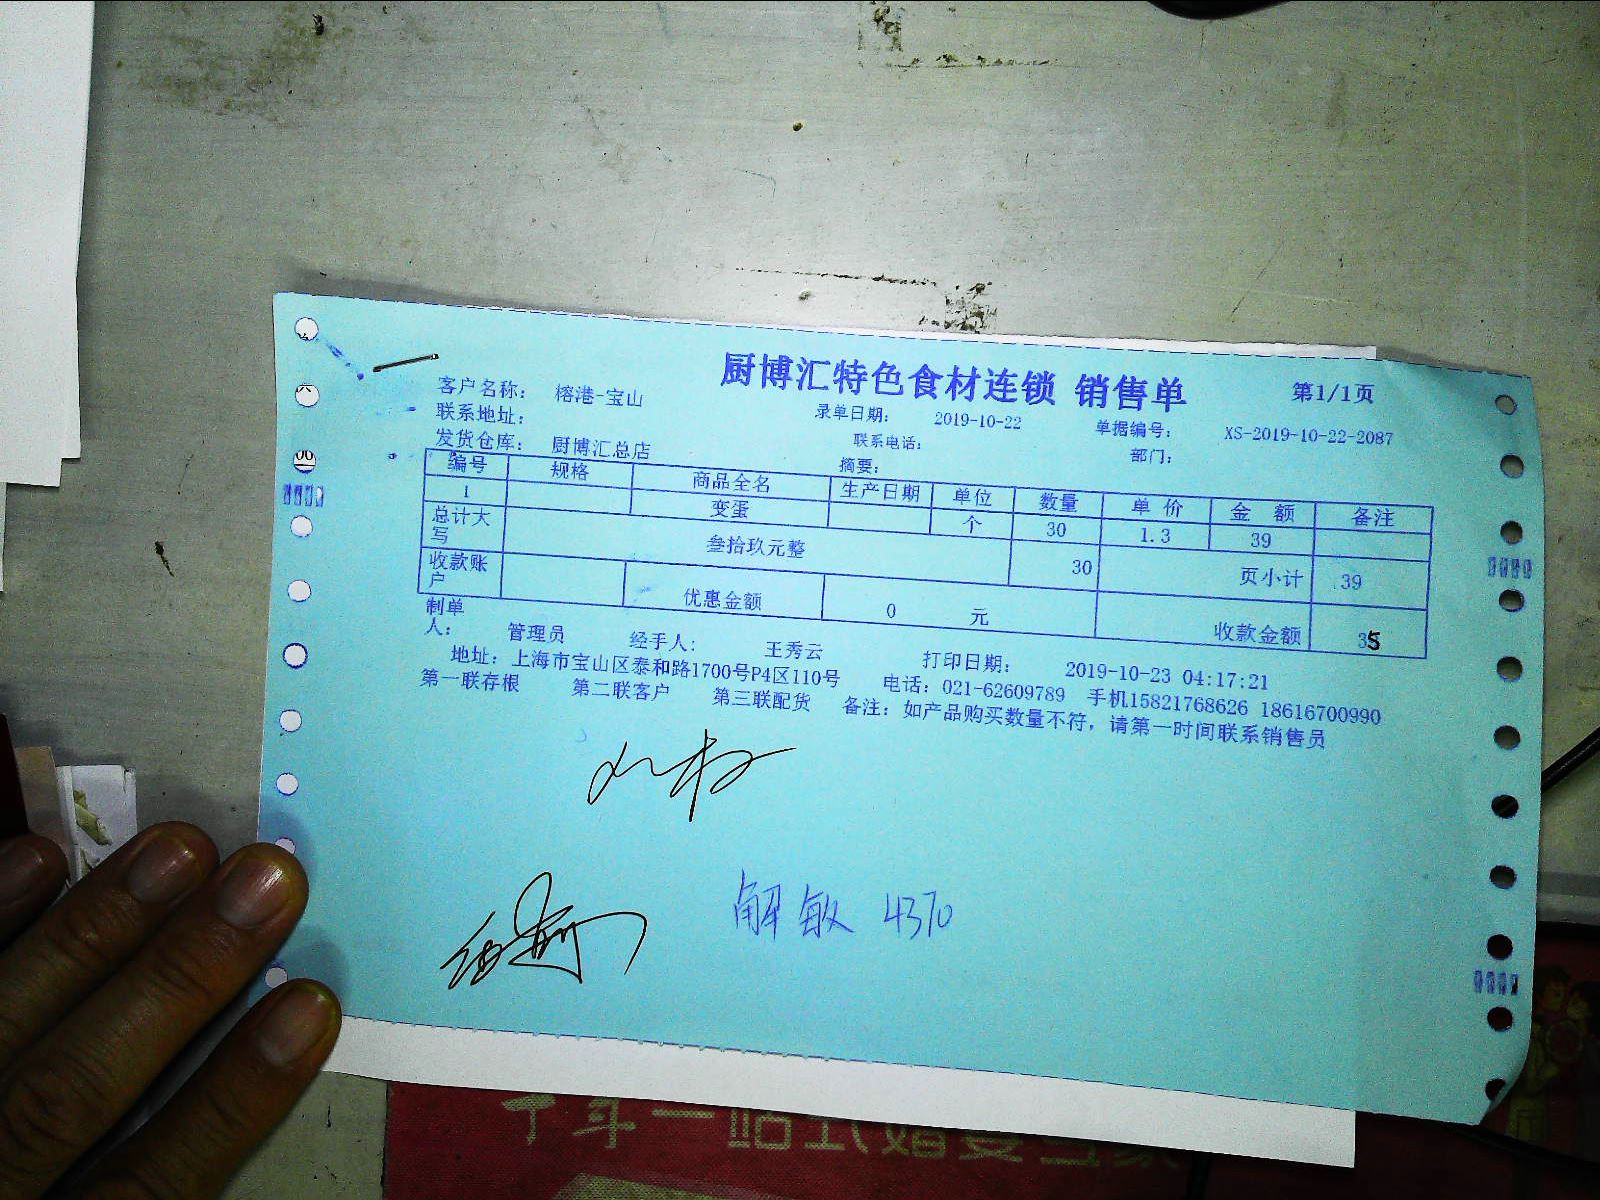 厨博汇特色食材连锁 销售单
第1/1页
客户名称: 榕港-宝山 录单日期: 2019-10-22 单据编号: XS-2019-10-22-2087
联系地址: 联系电话: 部门:
发货仓库: 厨博汇总店 摘要:
编号 规格 商品全名 生产日期 单位 数量 单 价 金 额 备注
1 变蛋 个 30 1.3 39
总计大写 叁拾玖元整 30 页小计 .39
收款账户 优惠金额 0 元 收款金额 35
制单人: 管理员 经手人: 王秀云 打印日期: 2019-10-23 04:17:21
地址: 上海市宝山区泰和路1700号P4区110号 电话: 021-62609789 手机15821768626 18616700990
第一联存根 第二联客户 第三联配货 备注: 如产品购买数量不符, 请第一时间联系销售员
解敏 4370